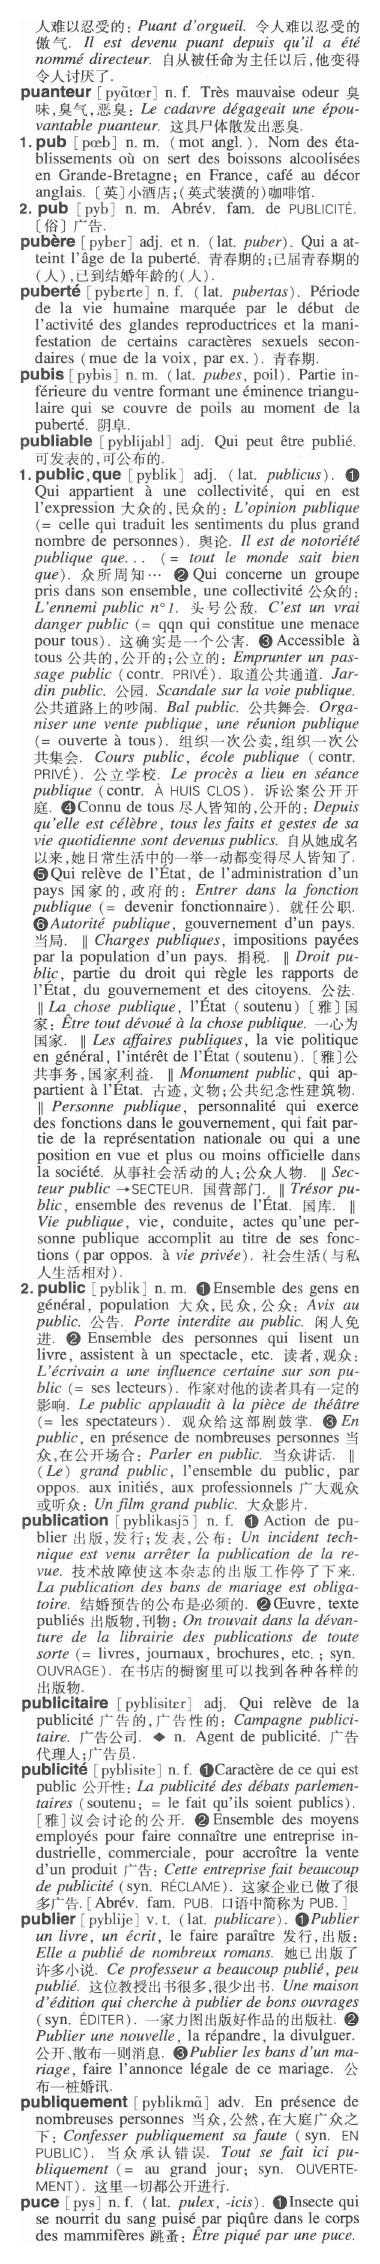 人难以忍受的: Puant d'orgueil. 令人难以忍受的
傲气. Il est devenu puant depuis qu'il a été
nommé directeur. 自从被任命为主任以后,他变得
令人讨厌了.
puanteur [pyɑ̃tœr] n. f. Très mauvaise odeur 臭
味,臭气,恶臭: Le cadavre dégageait une épou-
vantable puanteur. 这具尸体散发出恶臭.
1. pub [pœb] n. m. (mot angl.). Nom des éta-
blissements où on sert des boissons alcoolisées
en Grande-Bretagne; en France, café au décor
anglais. [英]小酒店;(英式装潢的)咖啡馆.
2. pub [pyb] n. m. Abrév. fam. de PUBLICITÉ.
[俗] 广告.
pubère [pybɛr] adj. et n. (lat. puber). Qui a at-
teint l'âge de la puberté. 青春期的;已届青春期的
(人),已到结婚年龄的(人).
puberté [pybɛrte] n. f. (lat. pubertas). Période
de la vie humaine marquée par le début de
l'activité des glandes reproductrices et la mani-
festation de certains caractères sexuels secon-
daires (mue de la voix, par ex.). 青春期.
pubis [pybis] n. m. (lat. pubes, poil). Partie in-
férieure du ventre formant une éminence triangu-
laire qui se couvre de poils au moment de la
puberté. 阴阜.
publiable [pyblijabl] adj. Qui peut être publié.
可发表的,可公布的.
1. public,que [pyblik] adj. (lat. publicus). ❶
Qui appartient à une collectivité, qui en est
l'expression 大众的,民众的: L'opinion publique
(= celle qui traduit les sentiments du plus grand
nombre de personnes). 舆论. Il est de notoriété
publique que... (= tout le monde sait bien
que). 众所周知… ❷ Qui concerne un groupe
pris dans son ensemble, une collectivité 公众的:
L'ennemi public n°1. 头号公敌. C'est un vrai
danger public (= qqn qui constitue une menace
pour tous). 这确实是一个公害. ❸ Accessible à
tous 公共的,公开的;公立的: Emprunter un pas-
sage public (contr. PRIVÉ). 取道公共通道. Jar-
din public. 公园. Scandale sur la voie publique.
公共道路上的吵闹. Bal public. 公共舞会. Orga-
niser une vente publique, une réunion publique
(= ouverte à tous). 组织一次公卖,组织一次公
共集会. Cours public, école publique (contr.
PRIVÉ). 公立学校. Le procès a lieu en séance
publique (contr. À HUIS CLOS). 诉讼案公开开
庭. ❹ Connu de tous 尽人皆知的,公开的: Depuis
qu'elle est célèbre, tous les faits et gestes de sa
vie quotidienne sont devenus publics. 自从她成名
以来,她日常生活中的一举一动都变得尽人皆知了.
❺ Qui relève de l'État, de l'administration d'un
pays 国家的,政府的: Entrer dans la fonction
publique (= devenir fonctionnaire). 就任公职.
❻ Autorité publique, gouvernement d'un pays.
当局. ‖ Charges publiques, impositions payées
par la population d'un pays. 捐税. ‖ Droit pu-
blic, partie du droit qui règle les rapports de
l'État, du gouvernement et des citoyens. 公法.
‖ La chose publique, l'État (soutenu) [雅] 国
家: Être tout dévoué à la chose publique. 一心为
国家. ‖ Les affaires publiques, la vie politique
en général, l'intérêt de l'État (soutenu). [雅]公
共事务,国家利益. ‖ Monument public, qui ap-
partient à l'État. 古迹,文物;公共纪念性建筑物.
‖ Personne publique, personnalité qui exerce
des fonctions dans le gouvernement, qui fait par-
tie de la représentation nationale ou qui a une
position en vue et plus ou moins officielle dans
la société. 从事社会活动的人;公众人物. ‖ Sec-
teur public →SECTEUR. 国营部门. ‖ Trésor pu-
blic, ensemble des revenus de l'État. 国库. ‖
Vie publique, vie, conduite, actes qu'une per-
sonne publique accomplit au titre de ses fonc-
tions (par oppos. à vie privée). 社会生活(与私
人生活相对).
2. public [pyblik] n. m. ❶ Ensemble des gens en
général, population 大众,民众,公众: Avis au
public. 公告. Porte interdite au public. 闲人免
进. ❷ Ensemble des personnes qui lisent un
livre, assistent à un spectacle, etc. 读者,观众:
L'écrivain a une influence certaine sur son pu-
blic (= ses lecteurs). 作家对他的读者具有一定的
影响. Le public applaudit à la pièce de théâtre
(= les spectateurs). 观众给这部剧鼓掌. ❸ En
public, en présence de nombreuses personnes 当
众,在公开场合: Parler en public. 当众讲话. ‖
(Le) grand public, l'ensemble du public, par
oppos. aux initiés, aux professionnels 广大观众
或听众: Un film grand public. 大众影片.
publication [pyblikasjɔ̃] n. f. ❶ Action de pu-
blier 出版,发行;发表,公布: Un incident tech-
nique est venu arrêter la publication de la re-
vue. 技术故障使这本杂志的出版工作停了下来.
La publication des bans de mariage est obliga-
toire. 结婚预告的公布是必须的. ❷ Œuvre, texte
publiés 出版物,刊物: On trouvait dans la dévan-
ture de la librairie des publications de toute
sorte (= livres, journaux, brochures, etc.; syn.
OUVRAGE). 在书店的橱窗里可以找到各种各样的
出版物.
publicitaire [pyblisitɛr] adj. Qui relève de la
publicité 广告的,广告性的: Campagne publici-
taire. 广告公司. ◆ n. Agent de publicité. 广告
代理人;广告员.
publicité [pyblisite] n. f. ❶ Caractère de ce qui est
public 公开性: La publicité des débats parlemen-
taires (soutenu; = le fait qu'ils soient publics).
[雅]议会讨论的公开. ❷ Ensemble des moyens
employés pour faire connaître une entreprise in-
dustrielle, commerciale, pour accroître la vente
d'un produit 广告: Cette entreprise fait beaucoup
de publicité (syn. RÉCLAME). 这家企业已做了很
多广告. [Abrév. fam. PUB. 口语中简称为 PUB.]
publier [pyblije] v. t. (lat. publicare). ❶ Publier
un livre, un écrit, le faire paraître 发行,出版:
Elle a publié de nombreux romans. 她已出版了
许多小说. Ce professeur a beaucoup publié, peu
publié. 这位教授出书很多,很少出书. Une maison
d'édition qui cherche à publier de bons ouvrages
(syn. ÉDITER). 一家力图出版好作品的出版社. ❷
Publier une nouvelle, la répandre, la divulguer.
公开、散布一则消息. ❸ Publier les bans d'un ma-
riage, faire l'annonce légale de ce mariage. 公
布一桩婚讯.
publiquement [pyblikmɑ̃] adv. En présence de
nombreuses personnes 当众,公然,在大庭广众之
下: Confesser publiquement sa faute (syn. EN
PUBLIC). 当众承认错误. Tout se fait ici pu-
bliquement (= au grand jour; syn. OUVERTE-
MENT). 这里一切都公开进行.
puce [pys] n. f. (lat. pulex, -icis). ❶ Insecte qui
se nourrit du sang puisé par piqûre dans le corps
des mammifères 跳蚤: Être piqué par une puce.